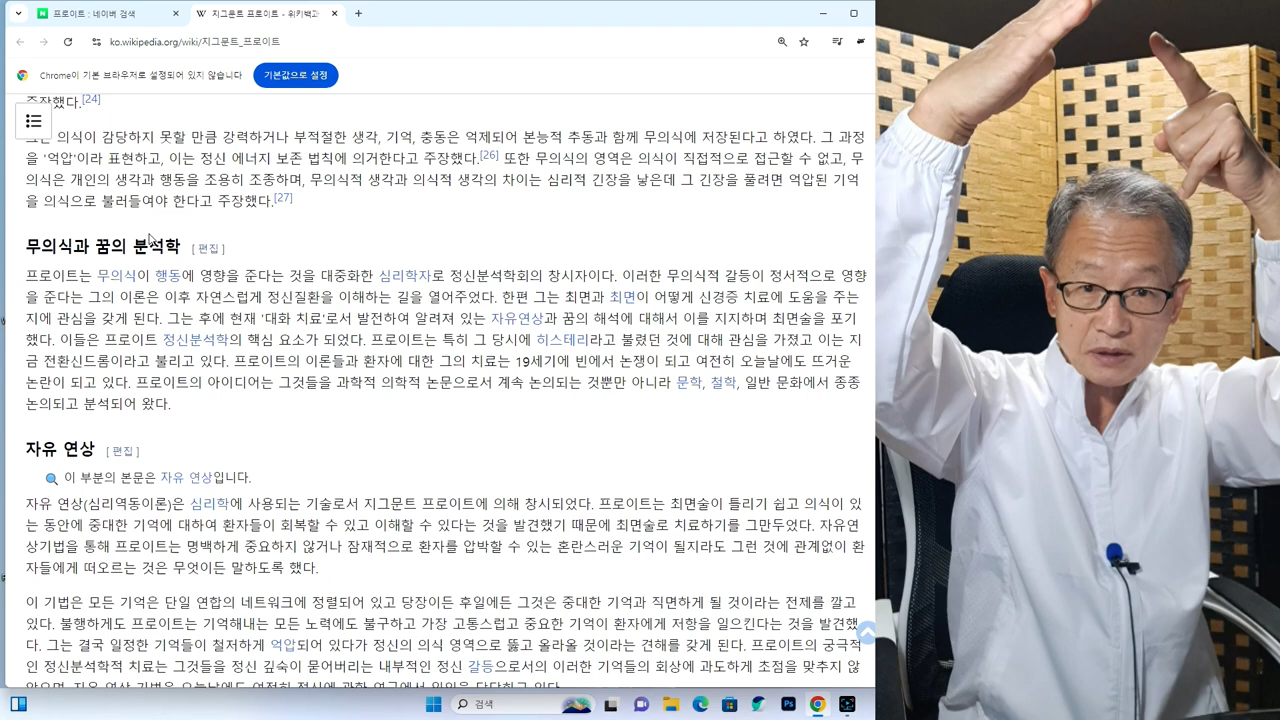 프로이트 : 네이버 검색
지그문트 프로이트 - 위키백과
ko.wikipedia.org/wiki/지그문트_프로이트
Chrome이 기본 브라우저로 설정되어 있지 않습니다
기본값으로 설정
주장했다.[24]
의식이 감당하지 못할 만큼 강력하거나 부적절한 생각, 기억, 충동은 억제되어 본능적 추동과 함께 무의식에 저장된다고 하였다. 그 과정
을 '억압'이라 표현하고, 이는 정신 에너지 보존 법칙에 의거한다고 주장했다.[26] 또한 무의식의 영역은 의식이 직접적으로 접근할 수 없고, 무
의식은 개인의 생각과 행동을 조용히 조종하며, 무의식적 생각과 의식적 생각의 차이는 심리적 긴장을 낳은데 그 긴장을 풀려면 억압된 기억
을 의식으로 불러들여야 한다고 주장했다.[27]
무의식과 꿈의 분석학 [ 편집 ]
프로이트는 무의식이 행동에 영향을 준다는 것을 대중화한 심리학자로 정신분석학회의 창시자이다. 이러한 무의식적 갈등이 정서적으로 영향
을 준다는 그의 이론은 이후 자연스럽게 정신질환을 이해하는 길을 열어주었다. 한편 그는 최면과 최면이 어떻게 신경증 치료에 도움을 주는
지에 관심을 갖게 된다. 그는 후에 현재 '대화 치료'로서 발전하여 알려져 있는 자유연상과 꿈의 해석에 대해서 이를 지지하며 최면술을 포기
했다. 이들은 프로이트 정신분석학의 핵심 요소가 되었다. 프로이트는 특히 그 당시에 히스테리라고 불렸던 것에 대해 관심을 가졌고 이는 지
금 전환신드롬이라고 불리고 있다. 프로이트의 이론들과 환자에 대한 그의 치료는 19세기에 빈에서 논쟁이 되고 여전히 오늘날에도 뜨거운
논란이 되고 있다. 프로이트의 아이디어는 그것들을 과학적 의학적 논문으로서 계속 논의되는 것뿐만 아니라 문학, 철학, 일반 문화에서 종종
논의되고 분석되어 왔다.
자유 연상 [ 편집 ]
이 부분의 본문은 자유 연상입니다.
자유 연상(심리역동이론)은 심리학에 사용되는 기술로서 지그문트 프로이트에 의해 창시되었다. 프로이트는 최면술이 틀리기 쉽고 의식이 있
는 동안에 중대한 기억에 대하여 환자들이 회복할 수 있고 이해할 수 있다는 것을 발견했기 때문에 최면술로 치료하기를 그만두었다. 자유연
상기법을 통해 프로이트는 명백하게 중요하지 않거나 잠재적으로 환자를 압박할 수 있는 혼란스러운 기억이 될지라도 그런 것에 관계없이 환
자들에게 떠오르는 것은 무엇이든 말하도록 했다.
이 기법은 모든 기억은 단일 연합의 네트워크에 정렬되어 있고 당장이든 후일에든 그것은 중대한 기억과 직면하게 될 것이라는 전제를 깔고
있다. 불행하게도 프로이트는 기억해내는 모든 노력에도 불구하고 가장 고통스럽고 중요한 기억이 환자에게 저항을 일으킨다는 것을 발견했
다. 그는 결국 일정한 기억들이 철저하게 억압되어 있다가 정신의 의식 영역으로 뚫고 올라올 것이라는 견해를 갖게 된다. 프로이트의 궁극적
인 정신분석학적 치료는 그것들을 정신 깊숙이 묻어버리는 내부적인 정신 갈등으로서의 이러한 기억들의 회상에 과도하게 초점을 맞추지 않
검색
Ps